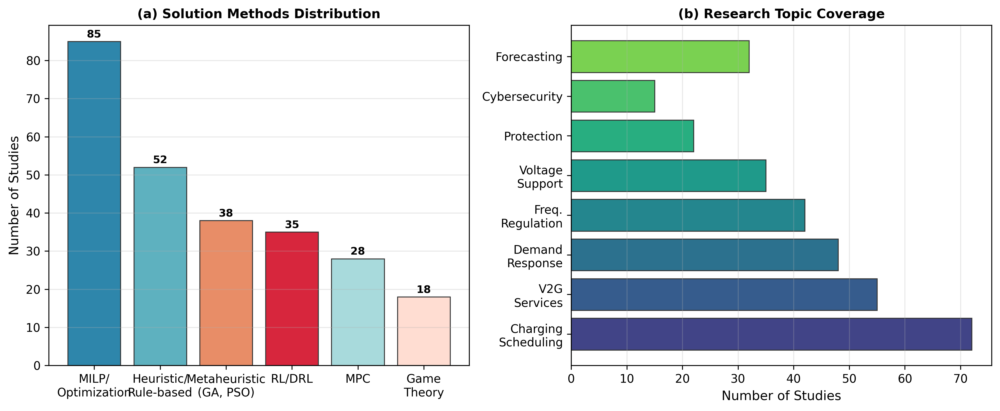 (a) Solution Methods Distribution
Number of Studies
80
70
60
50
40
30
20
10
0
85
52
38
35
28
18
MILP/
Optimization
Heuristic/
Rule-based
Metaheuristic
(GA, PSO)
RL/DRL
MPC
Game
Theory
(b) Research Topic Coverage
Forecasting
Cybersecurity
Protection
Voltage
Support
Freq.
Regulation
Demand
Response
V2G
Services
Charging
Scheduling
0
10
20
30
40
50
60
70
Number of Studies